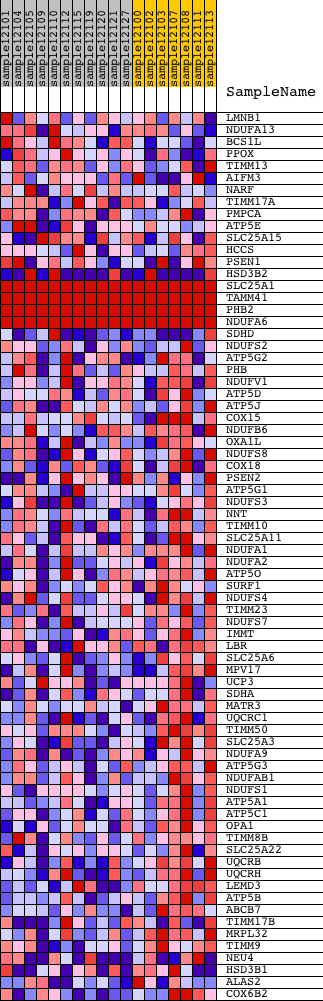 sample12101
sample12104
sample12105
sample12109
sample12110
sample12112
sample12115
sample12120
sample12100
sample12102
sample12103
sample12107
sample12108
sample12111
SampleName
LMNB1
NDUFA13
BCS1L
PPOX
TIMM13
AIFM3
NARF
TIMM17A
PMPCA
ATP5E
SLC25A15
HCCS
PSEN1
HSD3B2
SLC25A1
TAMM41
PHB2
NDUFA6
SDHD
NDUFS2
ATP5G2
PHB
NDUFV1
ATP5D
ATP5J
COX15
NDUFB6
OXA1L
NDUFS8
COX18
PSEN2
ATP5G1
NDUFS3
NNT
TIMM10
SLC25A11
NDUFA1
NDUFA2
ATP5O
SURF1
NDUFS4
TIMM23
NDUFS7
IMMT
LBR
SLC25A6
MPV17
UCP3
SDHA
MATR3
UQCRC1
TIMM50
SLC25A3
NDUFA9
ATP5G3
NDUFAB1
NDUFS1
ATP5A1
ATP5C1
OPA1
TIMM8B
SLC25A22
UQCRB
UQCRH
LEMD3
ATP5B
ABCB7
TIMM17B
MRPL32
TIMM9
NEU4
HSD3B1
ALAS2
COX6B2